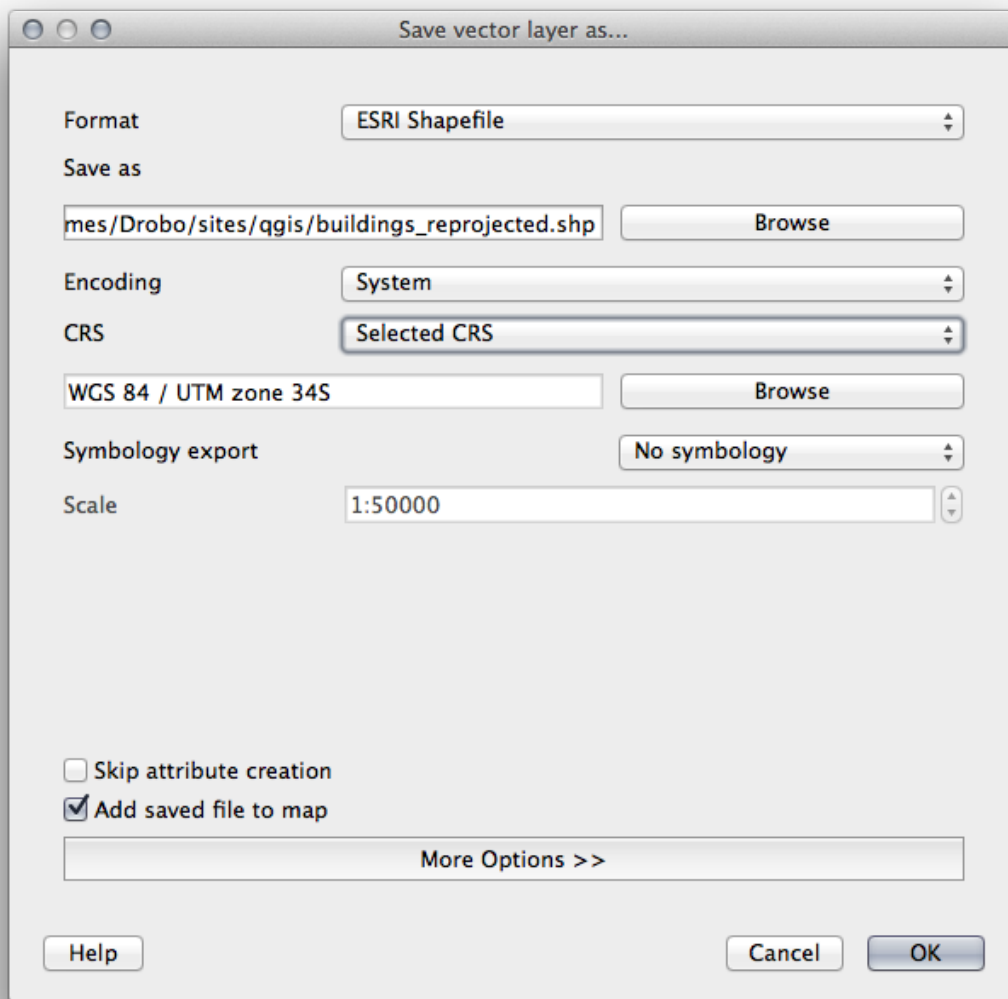 Save vector layer as...
Format ESRI Shapefile
Save as
mes/Drobo/sites/qgis/buildings_reprojected.shp Browse
Encoding System
CRS Selected CRS
WGS 84 / UTM zone 34S Browse
Symbology export No symbology
Scale 1:50000
Skip attribute creation
Add saved file to map
More Options >>
Help Cancel OK